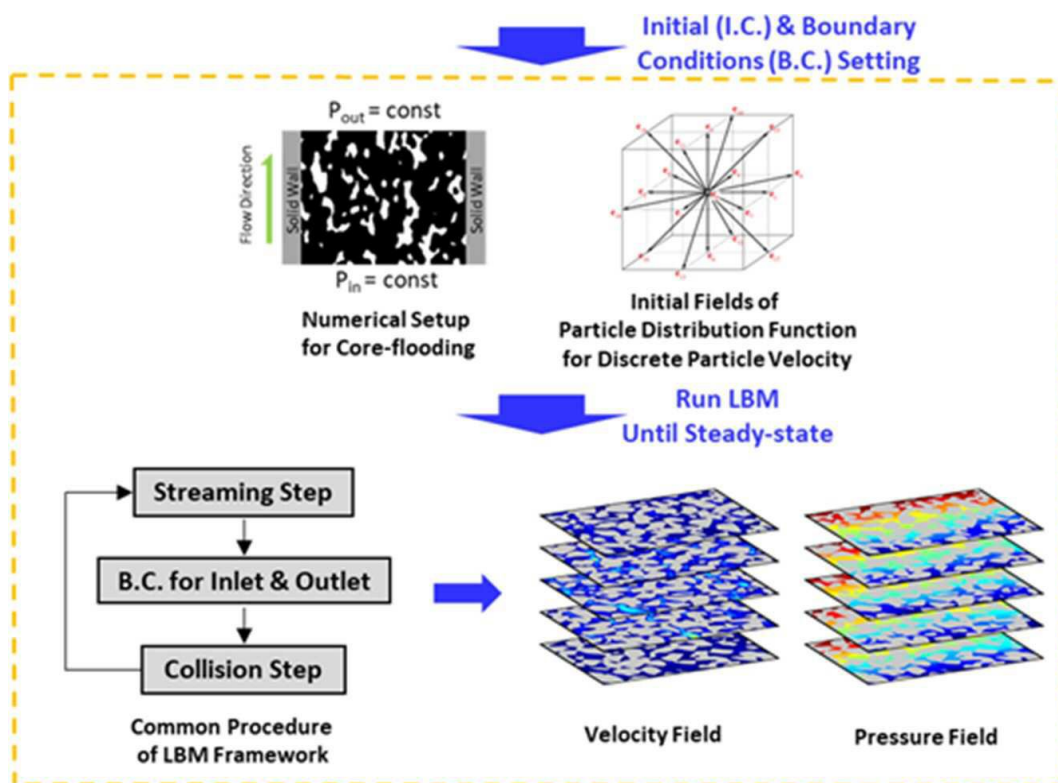 Initial (I.C.) & Boundary
Conditions (B.C.) Setting
P_out = const
Flow Direction
Solid Wall
Solid Wall
P_in = const
Numerical Setup
for Core-flooding
Initial Fields of
Particle Distribution Function
for Discrete Particle Velocity
Run LBM
Until Steady-state
Streaming Step
B.C. for Inlet & Outlet
Collision Step
Common Procedure
of LBM Framework
Velocity Field
Pressure Field